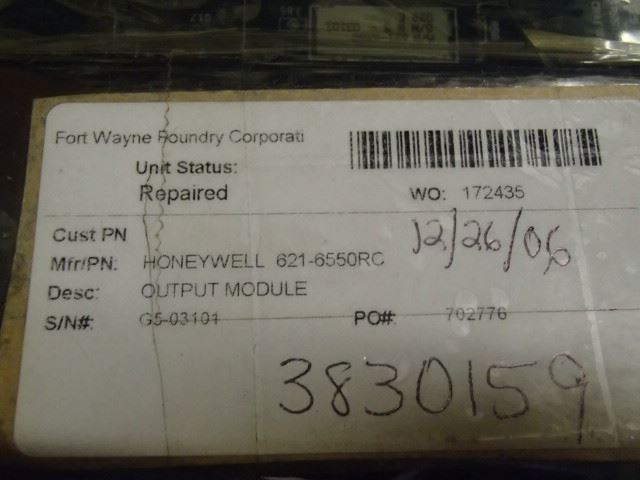 Fort Wayne Foundry Corporati
Unit Status:
Repaired
WO: 172435
Cust PN
12/26/06
Mfr/PN: HONEYWELL 621-6550RC
Desc: OUTPUT MODULE
S/N#: G5-03101 PO#: 702776
3830159